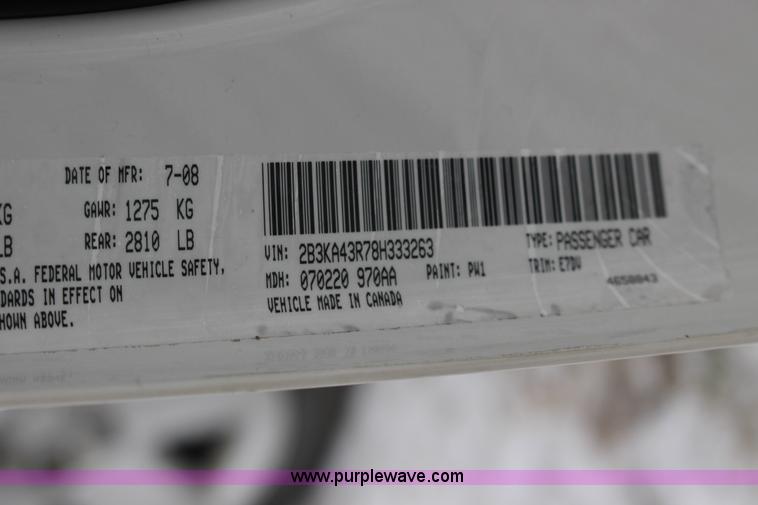 DATE OF MFR: 7-08
KG GAWR: 1275 KG
LB REAR: 2810 LB
S.A. FEDERAL MOTOR VEHICLE SAFETY,
DARDS IN EFFECT ON
HOWN ABOVE.
VIN: 2B3KA43R78H333263 TYPE: PASSENGER CAR
MDH: 070220 970AA PAINT: PW1 TRIM: E7DV
VEHICLE MADE IN CANADA 4658043
www.purplewave.com